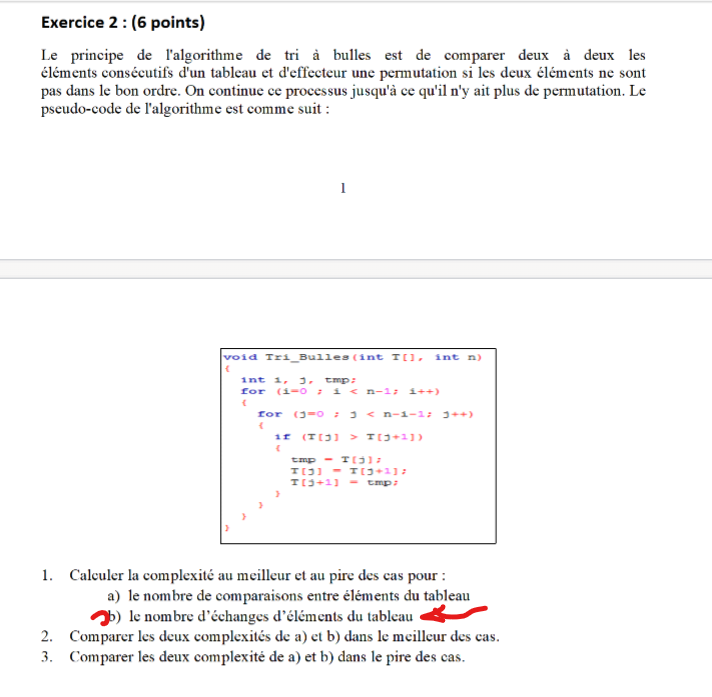 Exercice 2 : (6 points)
Le principe de l'algorithme de tri à bulles est de comparer deux à deux les
éléments consécutifs d'un tableau et d'effecteur une permutation si les deux éléments ne sont
pas dans le bon ordre. On continue ce processus jusqu'à ce qu'il n'y ait plus de permutation. Le
pseudo-code de l'algorithme est comme suit :
1
void Tri_Bulles(int T[], int n)
{
int i, j, tmp;
for (i=0 ; i < n-1; i++)
{
for (j=0 ; j < n-i-1; j++)
{
if (T[j] > T[j+1])
{
tmp = T[j];
T[j] = T[j+1];
T[j+1] = tmp;
}
}
}
}
1. Calculer la complexité au meilleur et au pire des cas pour :
a) le nombre de comparaisons entre éléments du tableau
b) le nombre d'échanges d'éléments du tableau
2. Comparer les deux complexités de a) et b) dans le meilleur des cas.
3. Comparer les deux complexité de a) et b) dans le pire des cas.